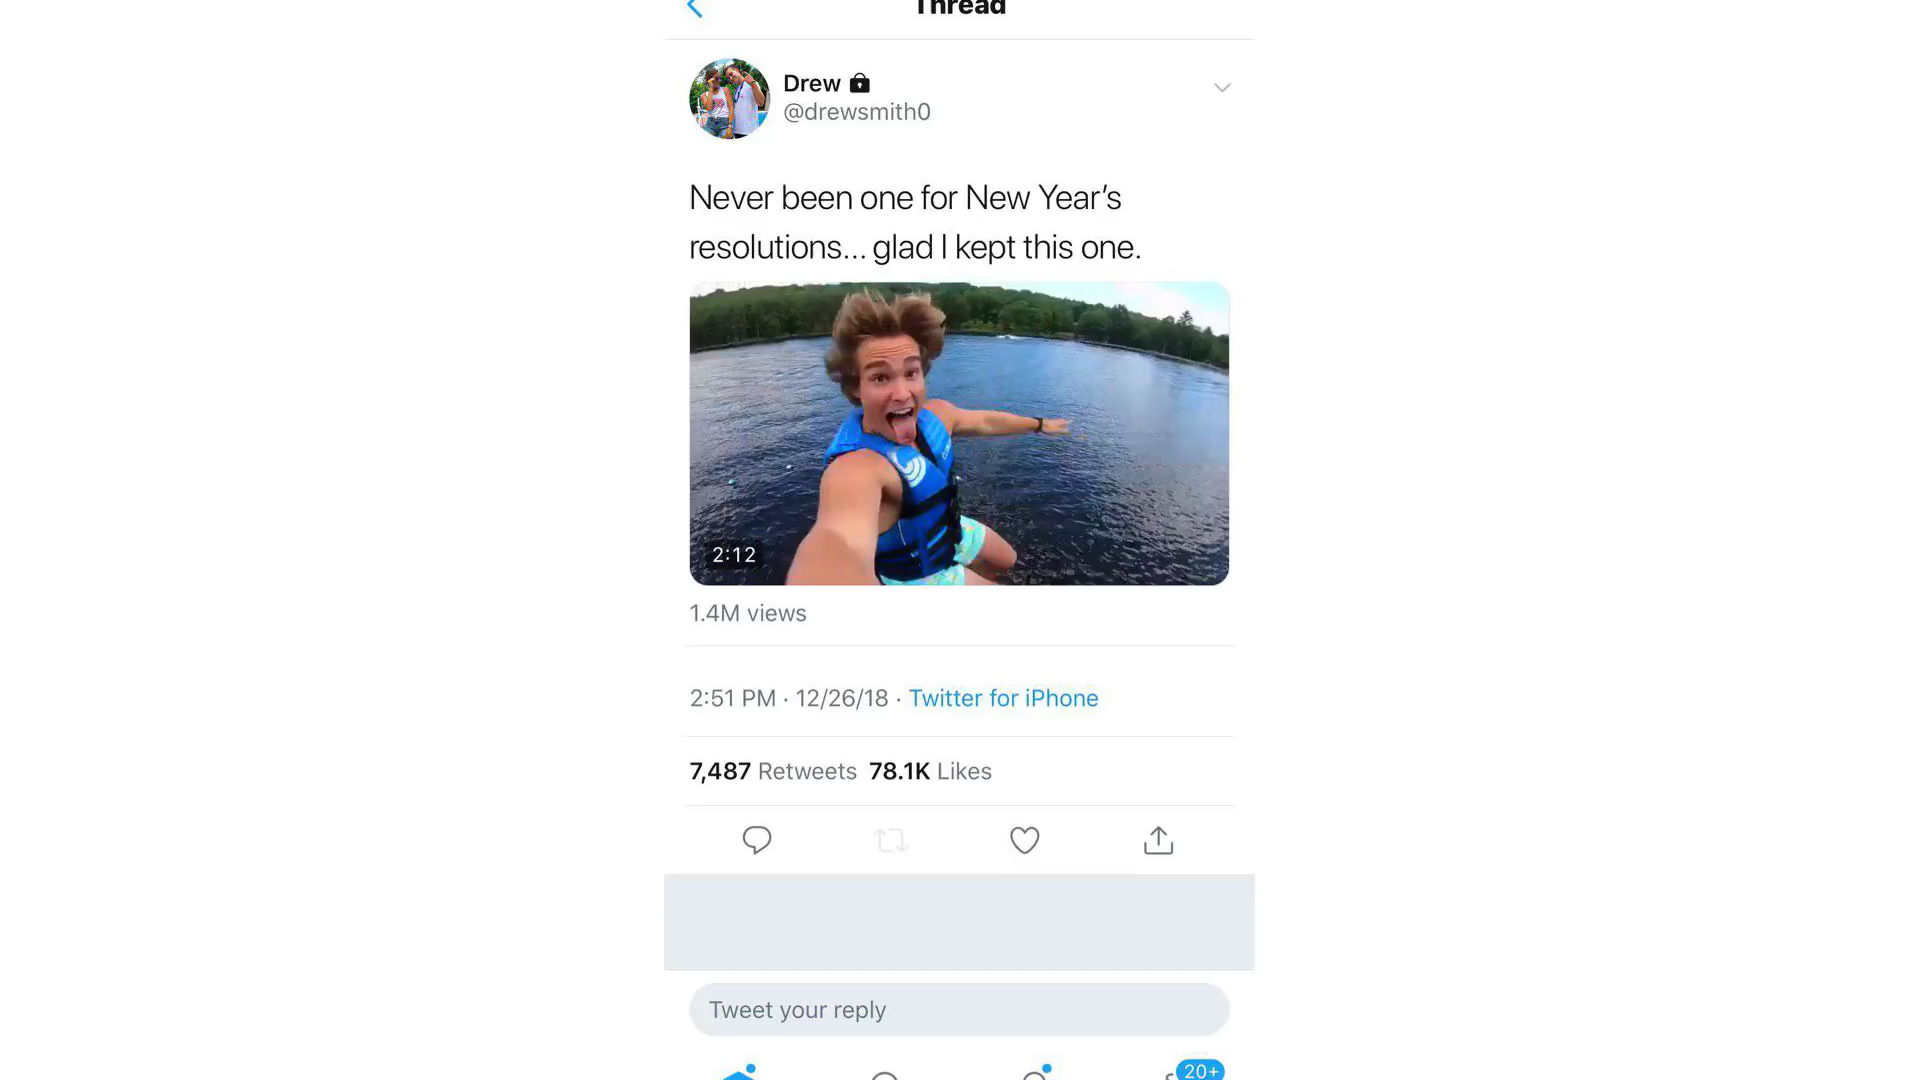 Thread
Drew
@drewsmith0
Never been one for New Year's
resolutions... glad I kept this one.
2:12
1.4M views
2:51 PM · 12/26/18 · Twitter for iPhone
7,487 Retweets 78.1K Likes
Tweet your reply
20+